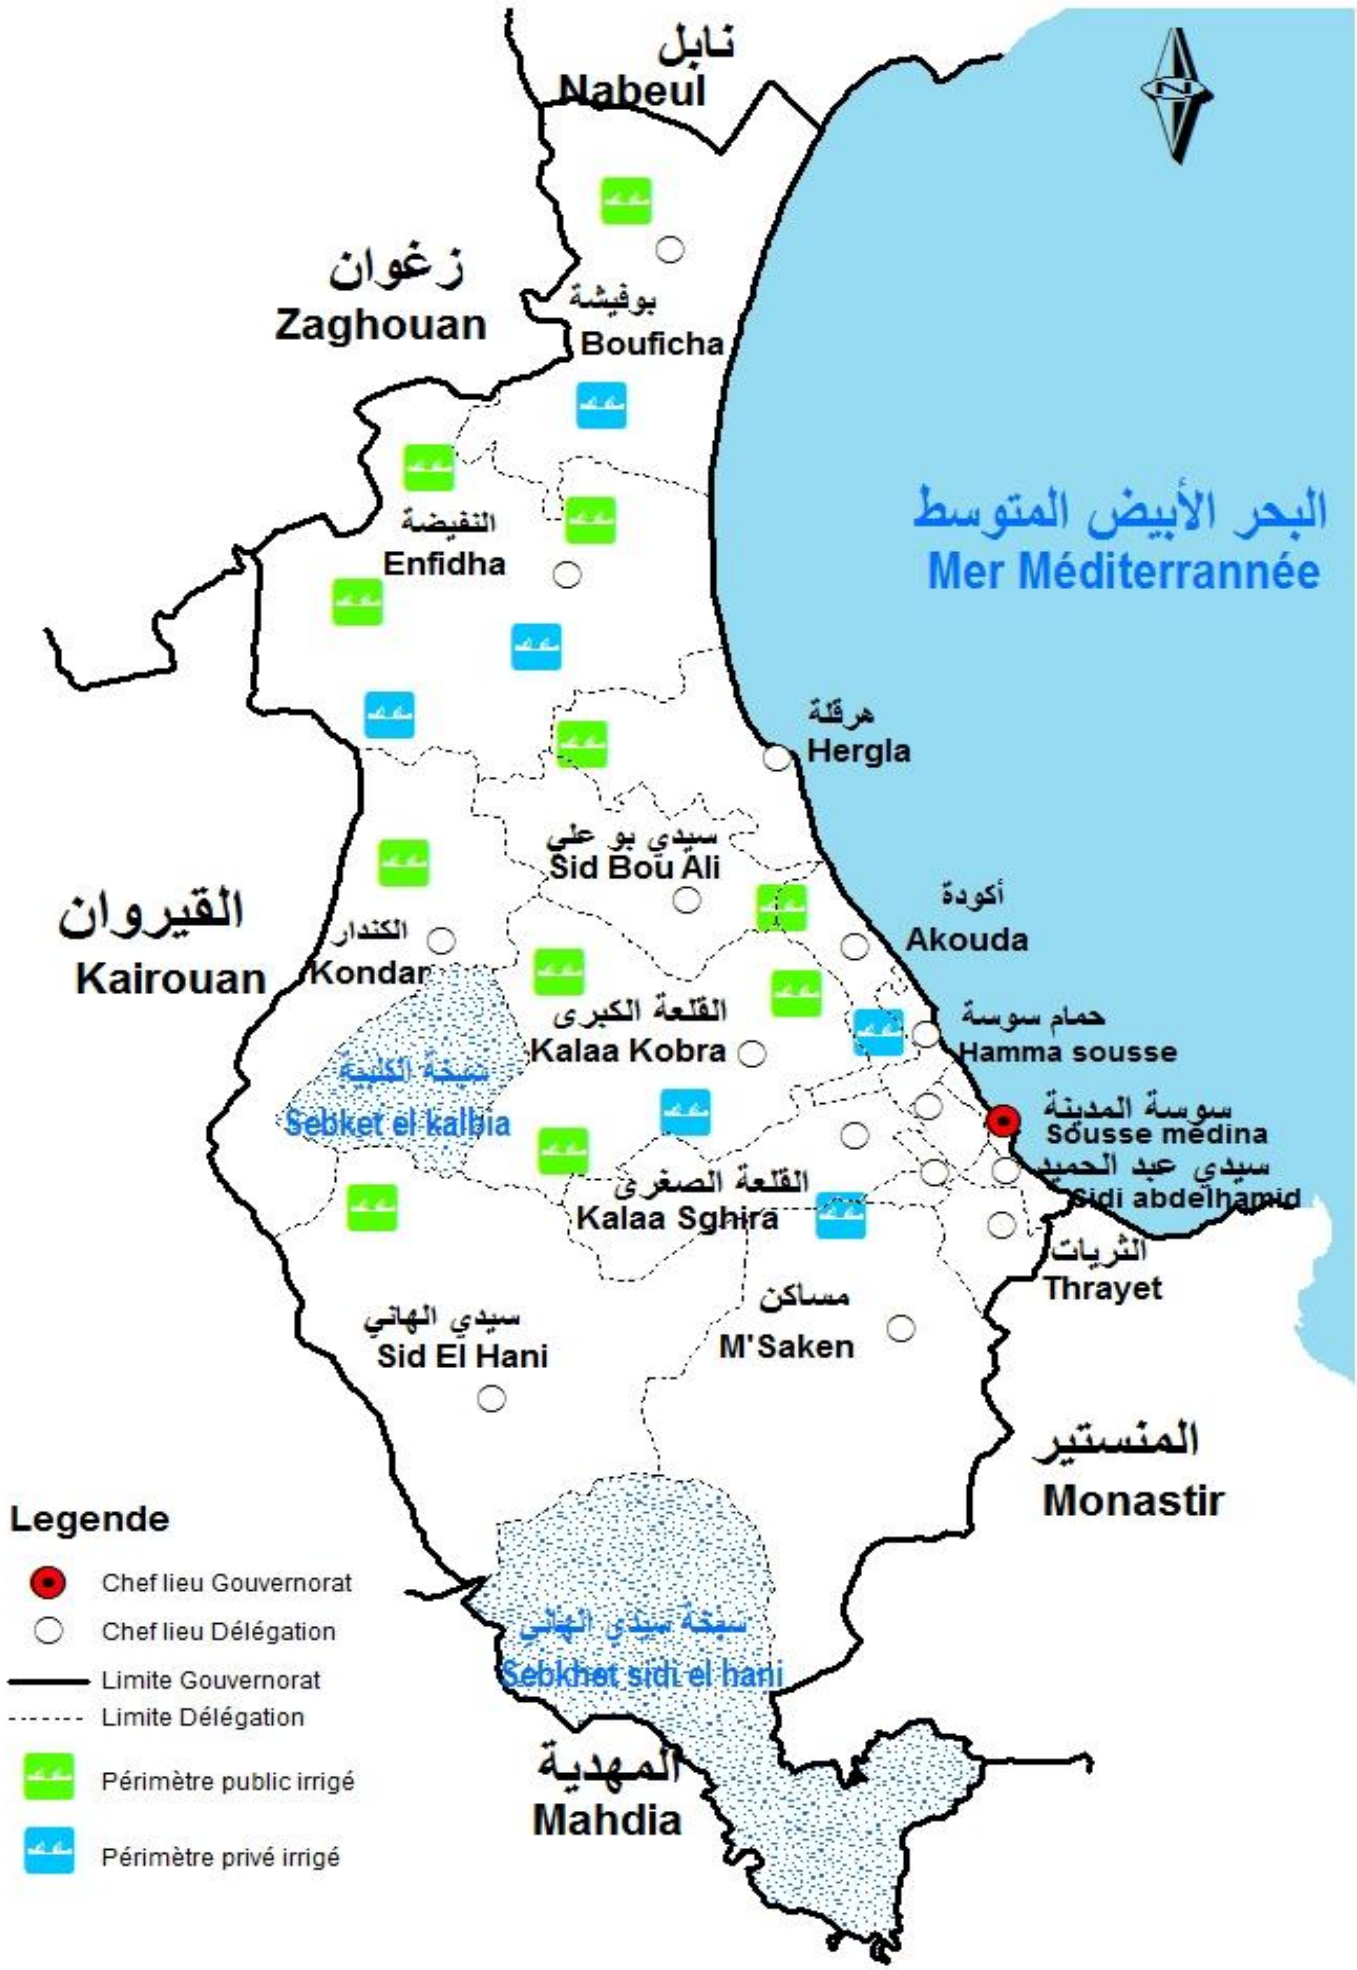 نابل
Nabeul
N
زغوان
Zaghouan
بوفيشة
Bouficha
النفيضة
Enfidha
البحر الأبيض المتوسط
Mer Méditerrannée
هرقلة
Hergla
سيدي بو علي
Sid Bou Ali
القيروان
Kairouan
الكندار
Kondar
أكودة
Akouda
القلعة الكبرى
Kalaa Kobra
حمام سوسة
Hamma sousse
سبخة الكلبية
Sebket el kalbia
سوسة المدينة
Sousse médina
سيدي عبد الحميد
Sidi abdelhamid
القلعة الصغرى
Kalaa Sghira
الثريات
Thrayet
مساكن
M'Saken
سيدي الهاني
Sid El Hani
المنستير
Monastir
سبخة سيدي الهاني
Sebkhet sidi el hani
المهدية
Mahdia
Legende
Chef lieu Gouvernorat
Chef lieu Délégation
Limite Gouvernorat
Limite Délégation
Périmètre public irrigé
Périmètre privé irrigé